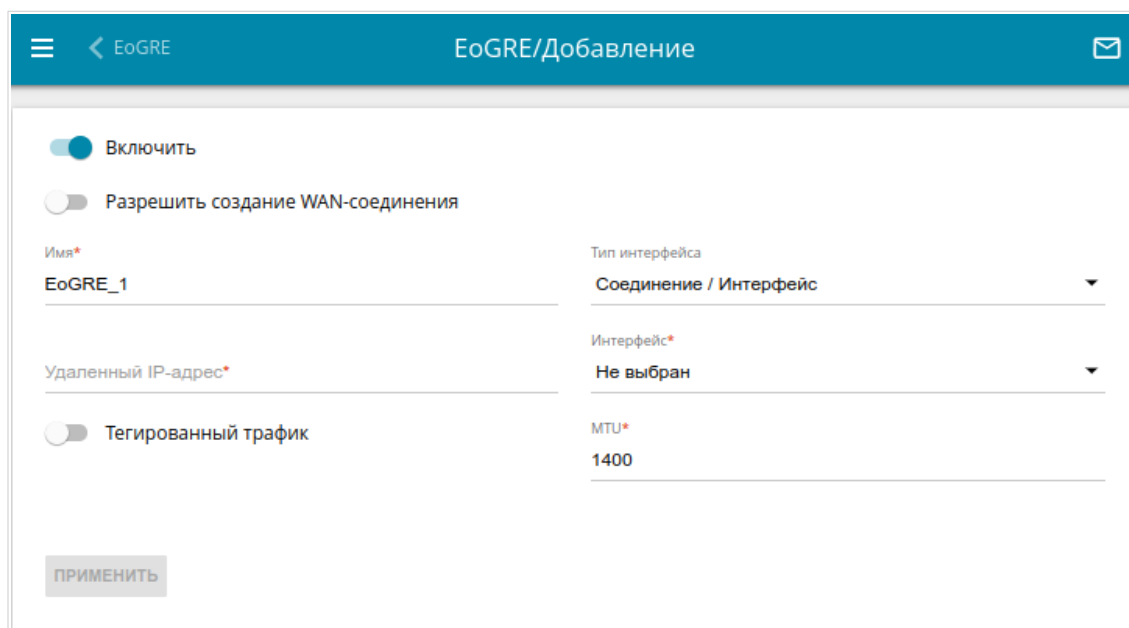 EoGRE
EoGRE/Добавление
Включить
Разрешить создание WAN-соединения
Имя*
EoGRE_1
Тип интерфейса
Соединение / Интерфейс
Удаленный IP-адрес*
Интерфейс*
Не выбран
Тегированный трафик
MTU*
1400
ПРИМЕНИТЬ